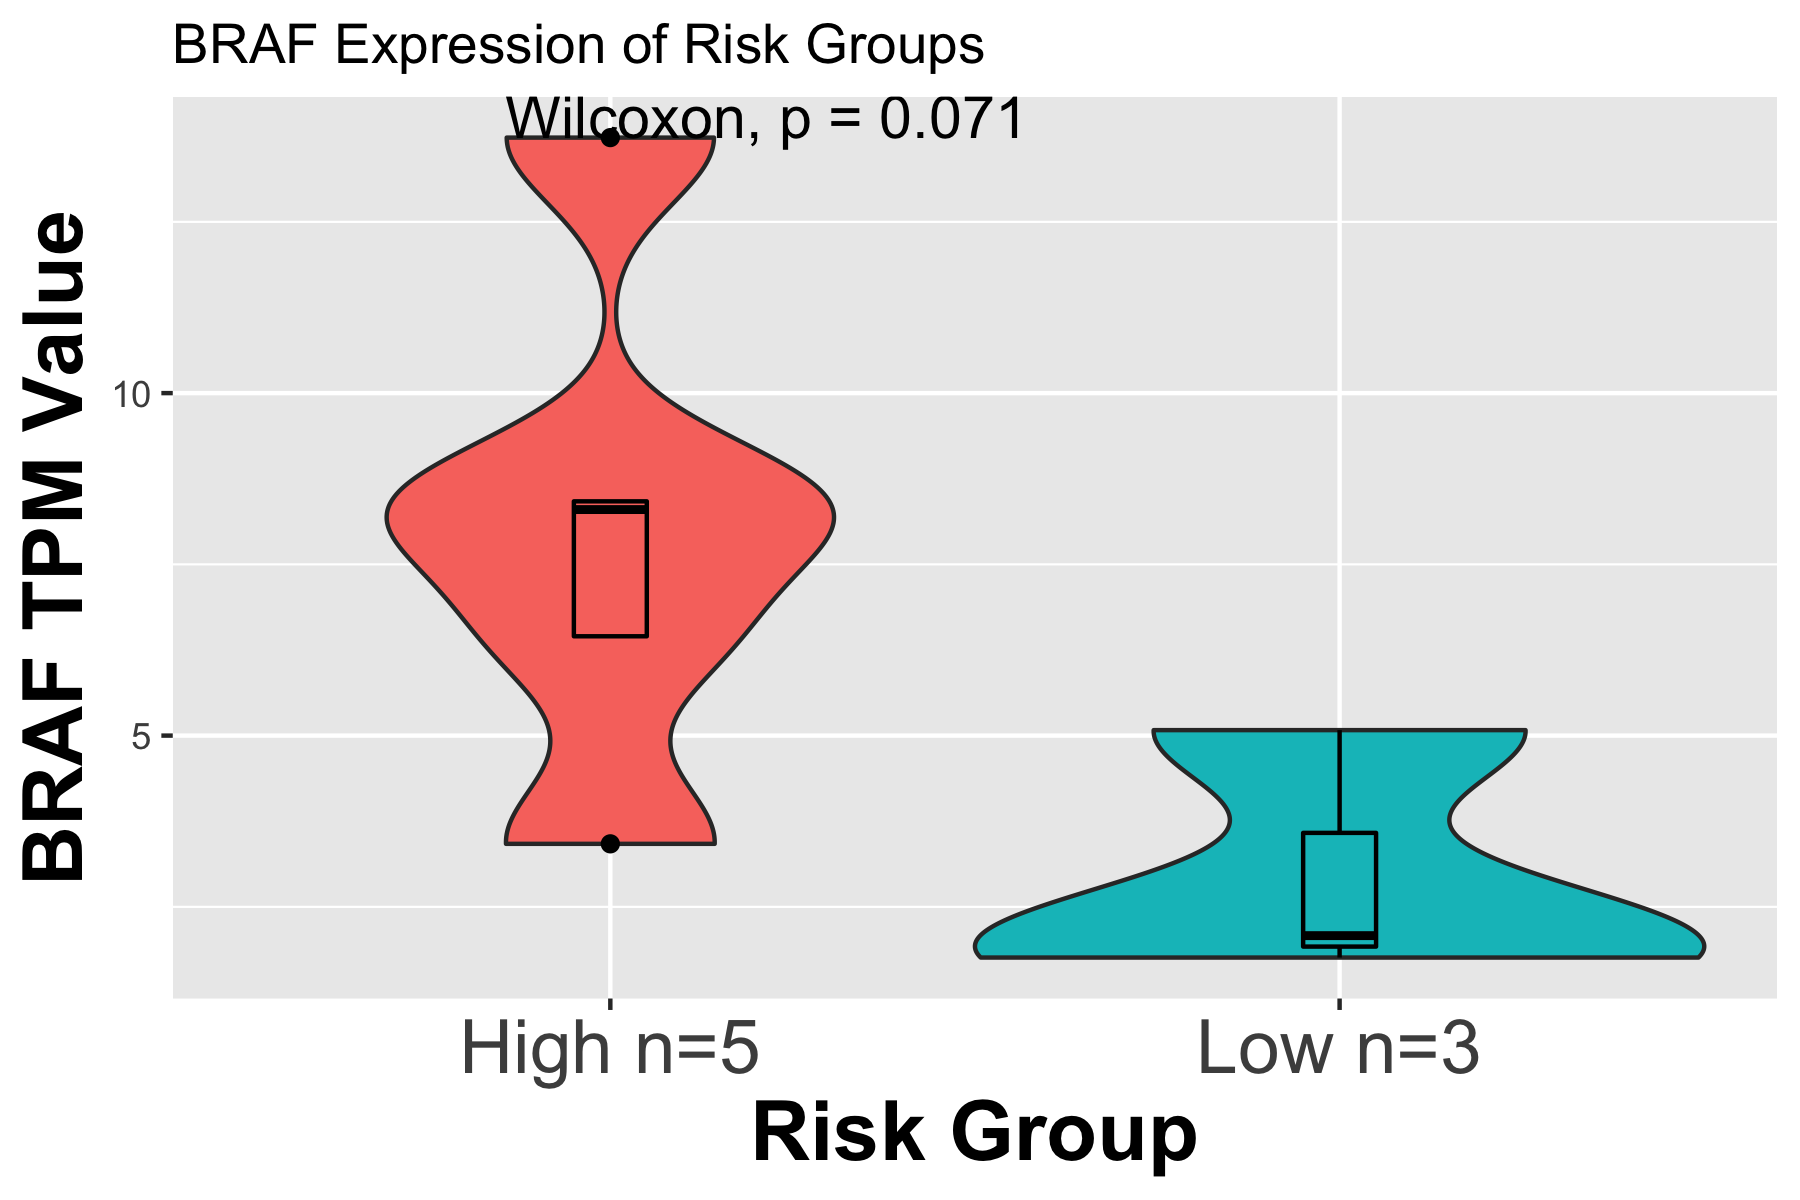 BRAF Expression of Risk Groups
Wilcoxon, p = 0.071
BRAF TPM Value
10
5
High n=5
Low n=3
Risk Group